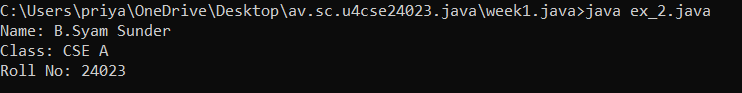 C:\Users\priya\OneDrive\Desktop\av.sc.u4cse24023.java\week1.java>java ex_2.java
Name: B.Syam Sunder
Class: CSE A
Roll No: 24023